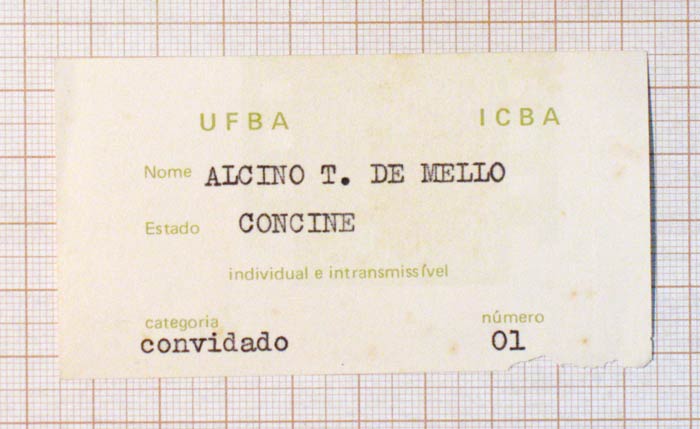 UFBA ICBA
Nome ALCINO T. DE MELLO
Estado CONCINE
individual e intransmissível
categoria número
convidado 01